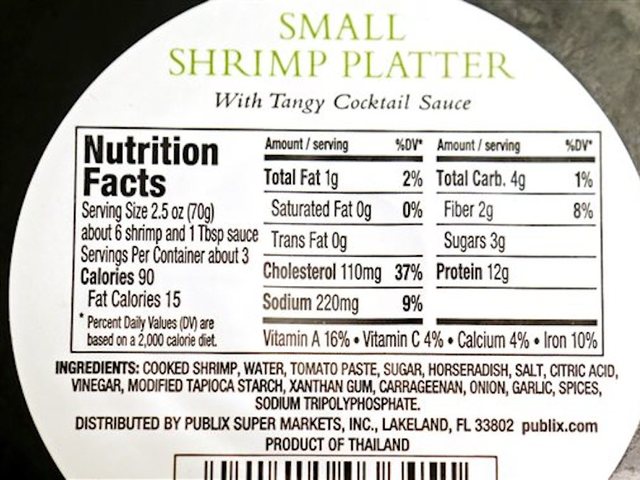 SMALL
SHRIMP PLATTER
With Tangy Cocktail Sauce
Nutrition
Facts
Serving Size 2.5 oz (70g)
about 6 shrimp and 1 Tbsp sauce
Servings Per Container about 3
Calories 90
Fat Calories 15
* Percent Daily Values (DV) are
based on a 2,000 calorie diet.
Amount / serving %DV*
Total Fat 1g 2%
Saturated Fat 0g 0%
Trans Fat 0g
Cholesterol 110mg 37%
Sodium 220mg 9%
Amount / serving %DV*
Total Carb. 4g 1%
Fiber 2g 8%
Sugars 3g
Protein 12g
Vitamin A 16% • Vitamin C 4% • Calcium 4% • Iron 10%
INGREDIENTS: COOKED SHRIMP, WATER, TOMATO PASTE, SUGAR, HORSERADISH, SALT, CITRIC ACID,
VINEGAR, MODIFIED TAPIOCA STARCH, XANTHAN GUM, CARRAGEENAN, ONION, GARLIC, SPICES,
SODIUM TRIPOLYPHOSPHATE.
DISTRIBUTED BY PUBLIX SUPER MARKETS, INC., LAKELAND, FL 33802 publix.com
PRODUCT OF THAILAND